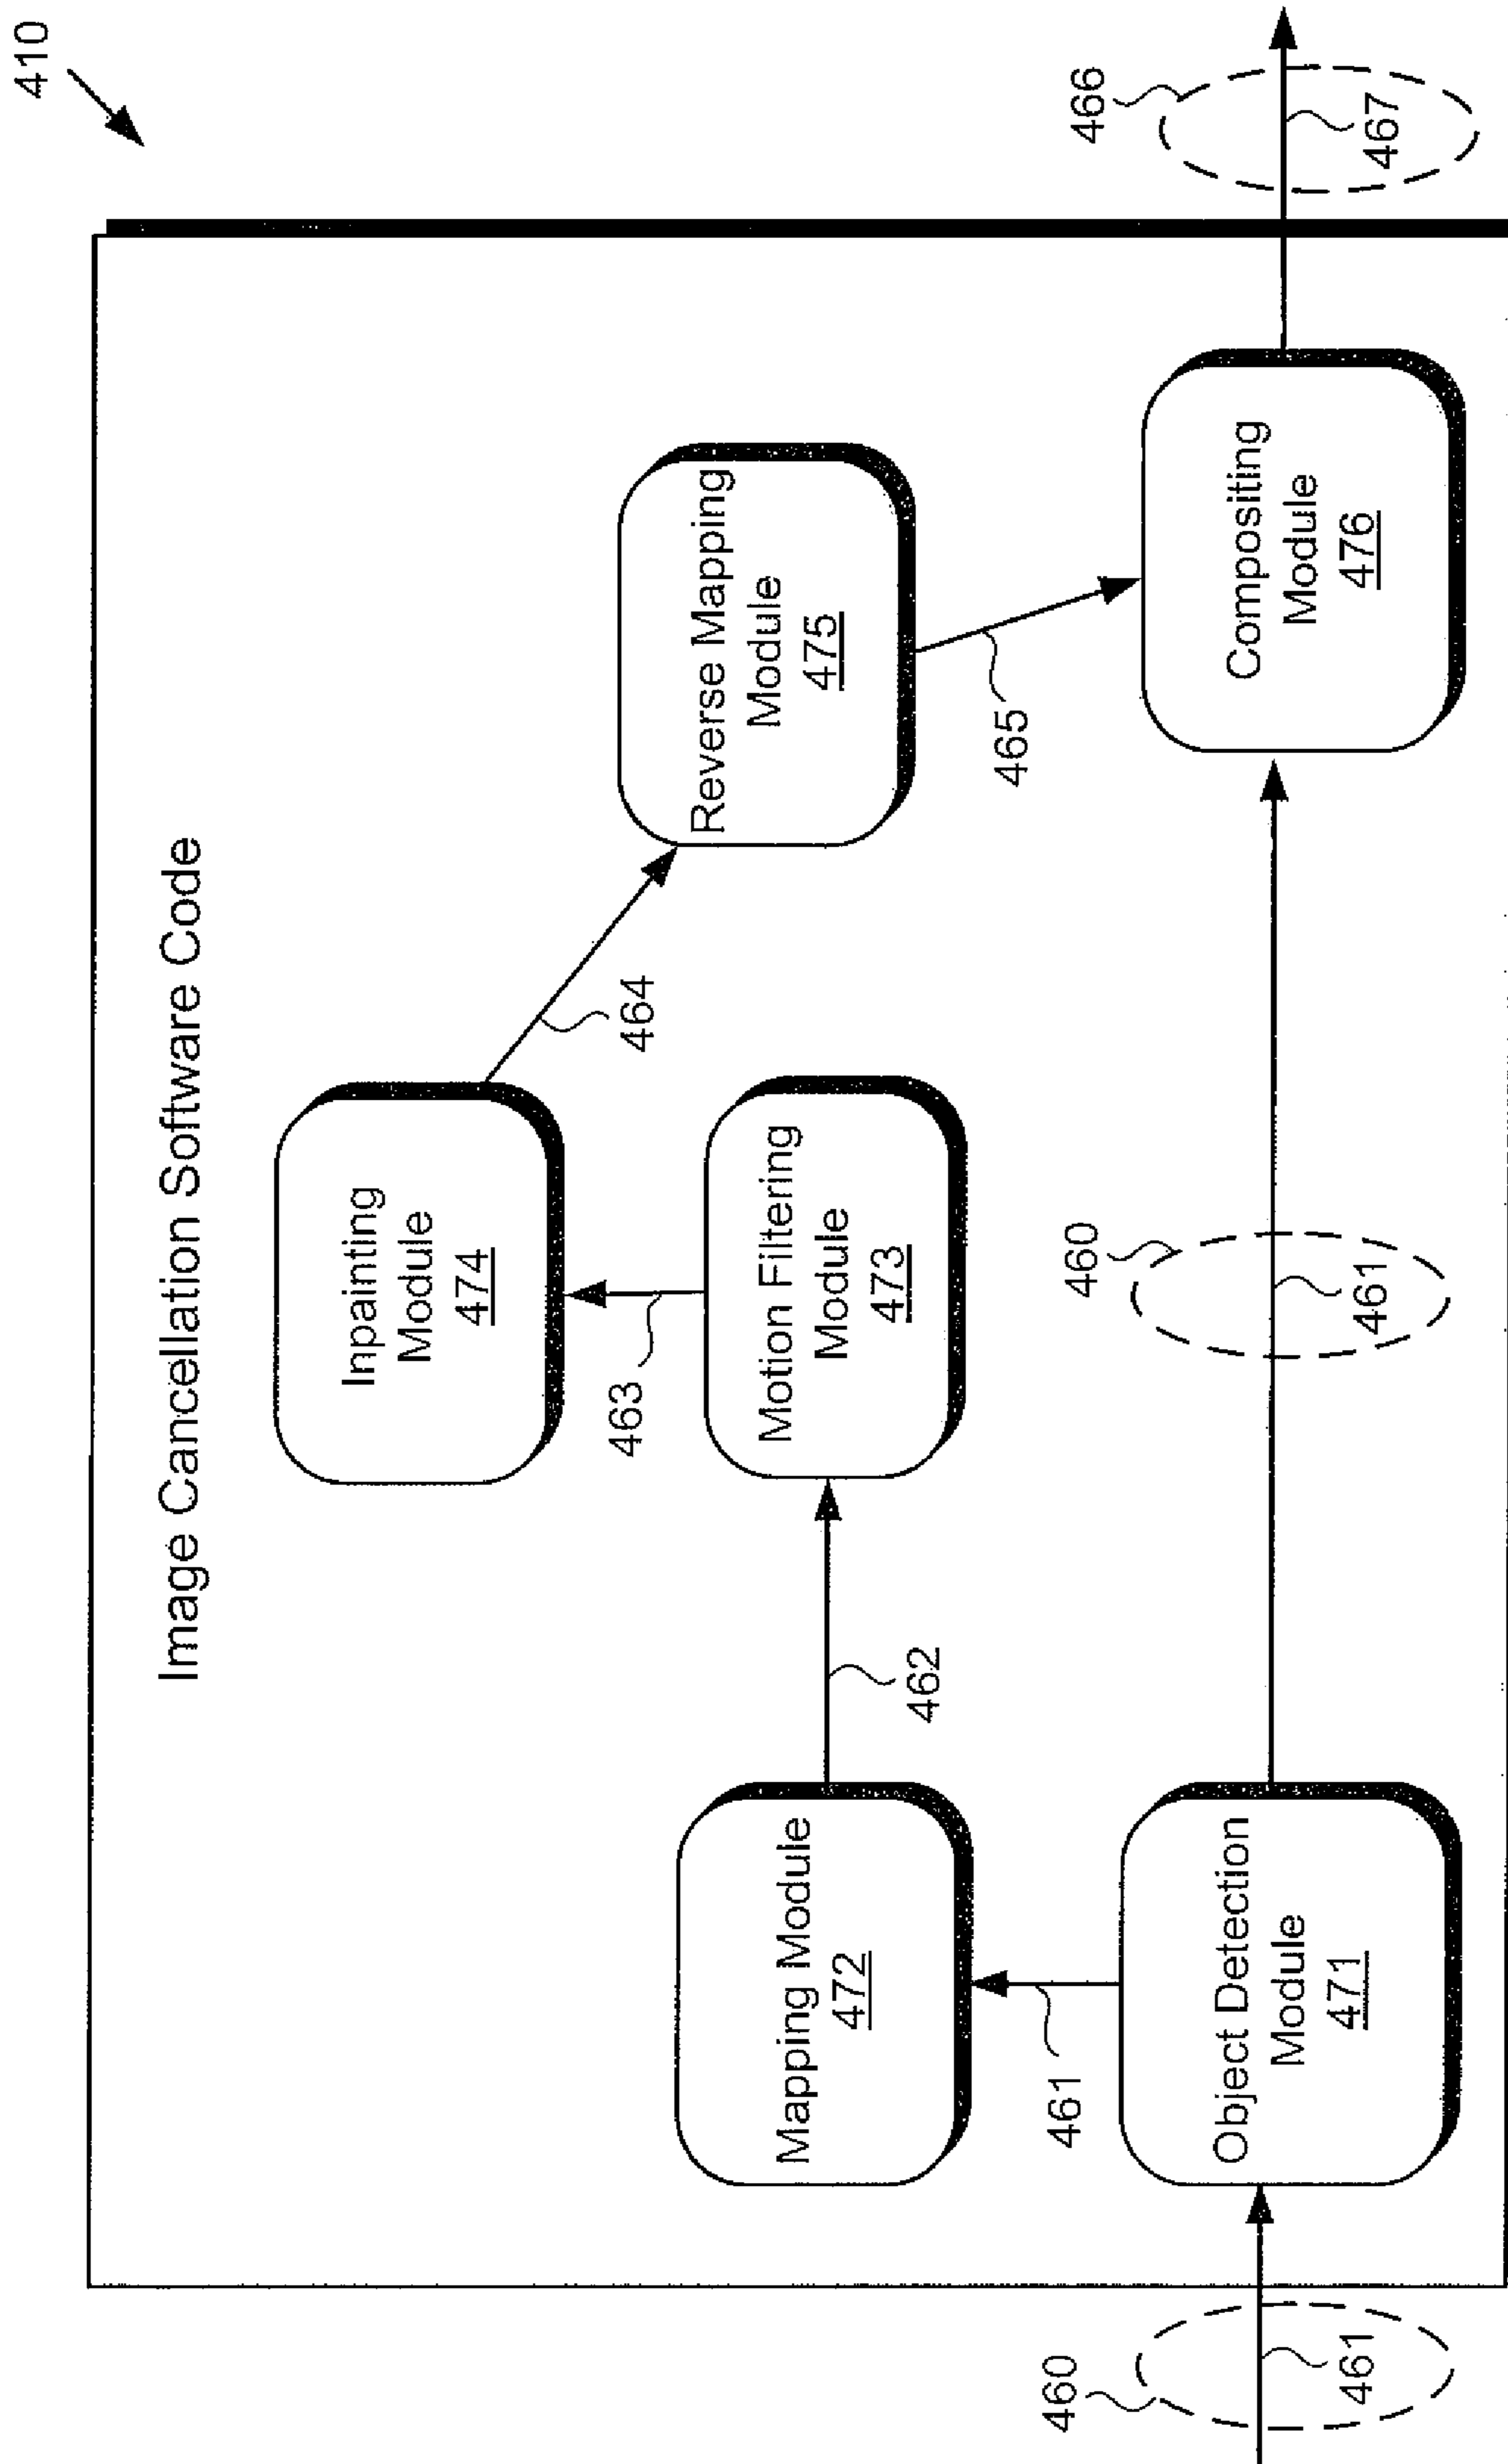 410
Image Cancellation Software Code
Inpainting
Module
474
464
463
Reverse Mapping
Module
475
Mapping Module
472
462
Motion Filtering
Module
473
465
461
460
466
460
461
Object Detection
Module
471
461
Compositing
Module
476
467